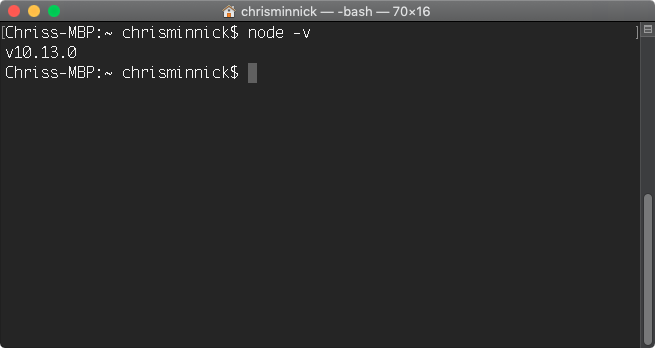 chrisminnick — -bash — 70×16
[Chriss-MBP:~ chrisminnick$ node -v ]
v10.13.0
Chriss-MBP:~ chrisminnick$